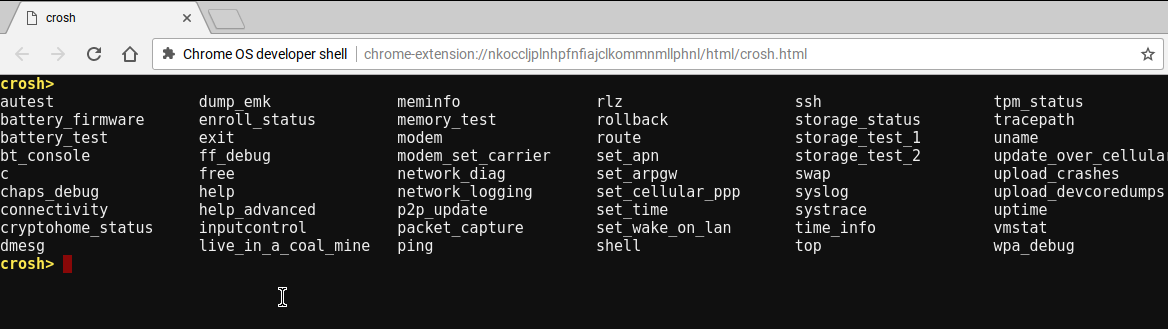 crosh
Chrome OS developer shell chrome-extension://nkoccljplnhpfnfiajclkommnmllphnl/html/crosh.html
crosh>
autest dump_emk meminfo rlz ssh tpm_status
battery_firmware enroll_status memory_test rollback storage_status tracepath
battery_test exit modem route storage_test_1 uname
bt_console ff_debug modem_set_carrier set_apn storage_test_2 update_over_cellular
c free network_diag set_arpgw swap upload_crashes
chaps_debug help network_logging set_cellular_ppp syslog upload_devcoredumps
connectivity help_advanced p2p_update set_time systrace uptime
cryptohome_status inputcontrol packet_capture set_wake_on_lan time_info vmstat
dmesg live_in_a_coal_mine ping shell top wpa_debug
crosh>